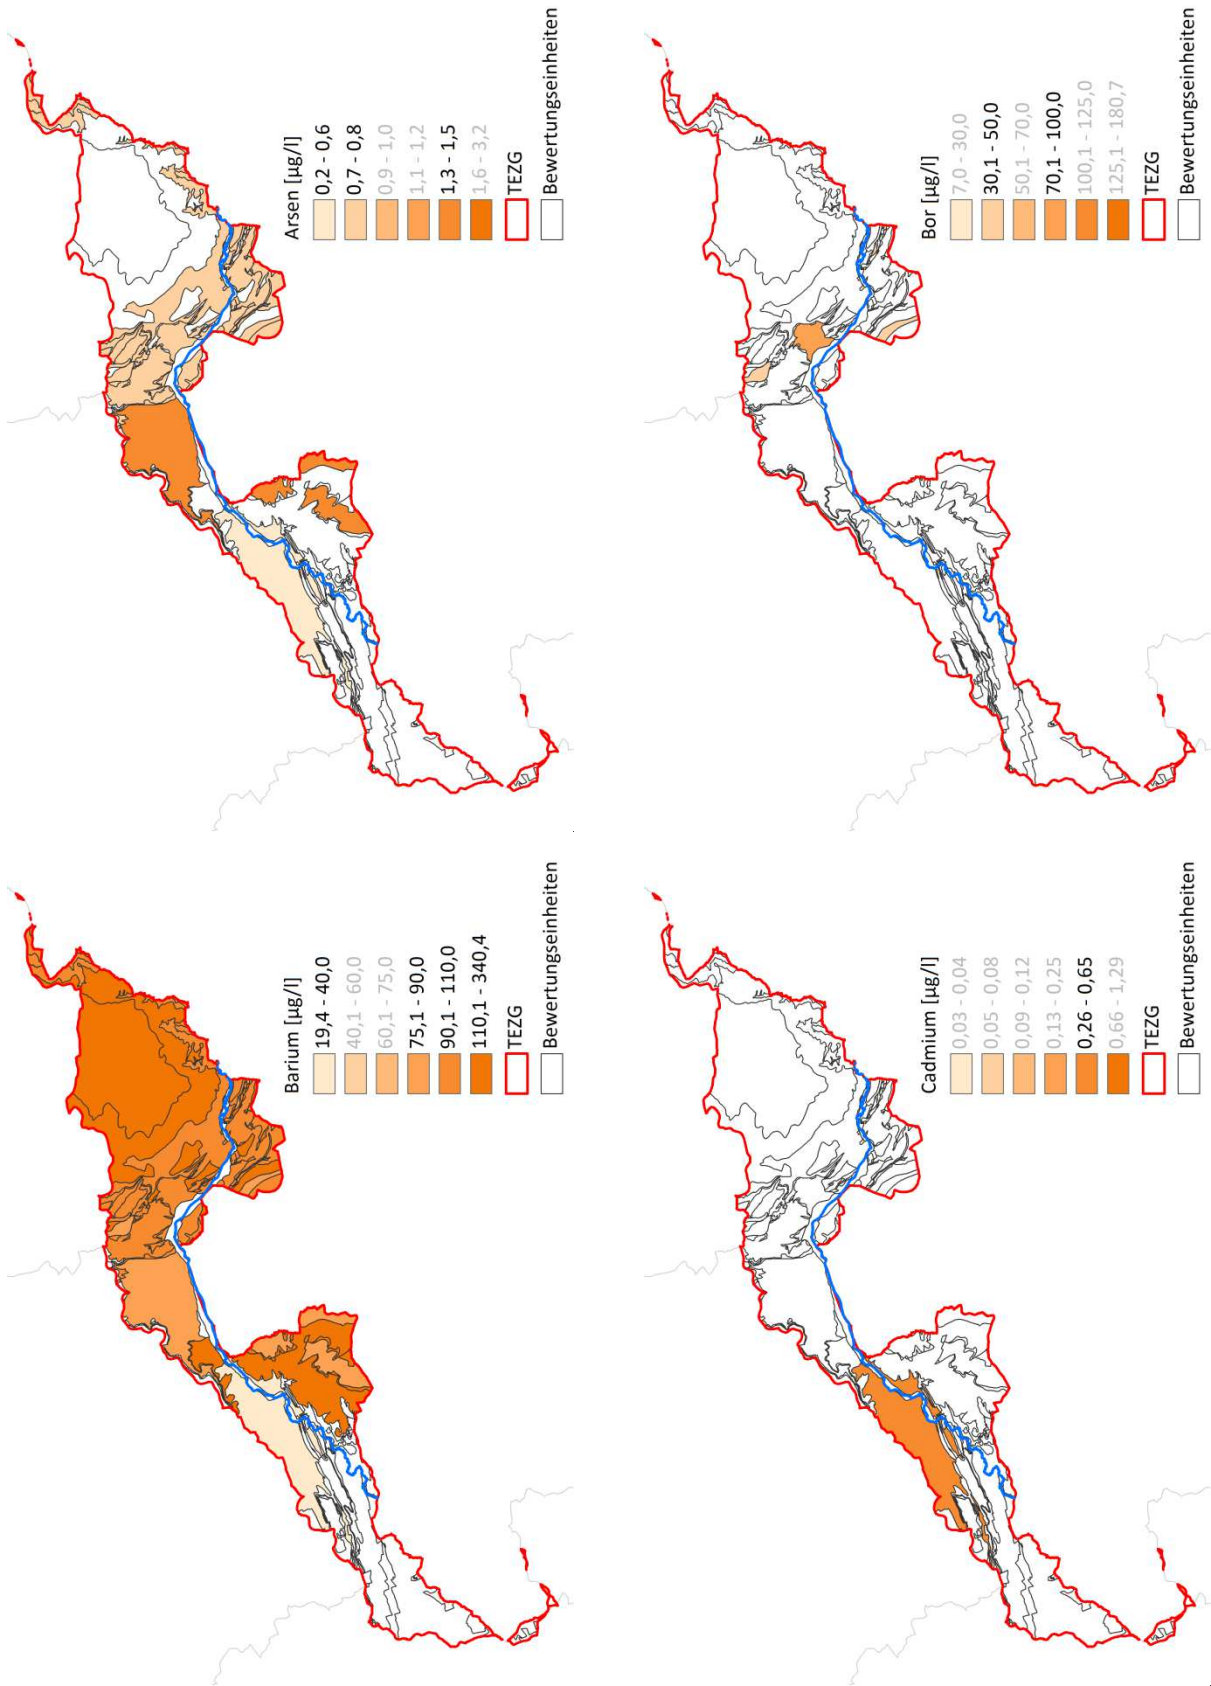 Arsen [µg/l]
0,2 - 0,6
0,7 - 0,8
0,9 - 1,0
1,1 - 1,2
1,3 - 1,5
1,6 - 3,2
TEZG
Bewertungseinheiten
Bor [µg/l]
7,0 - 30,0
30,1 - 50,0
50,1 - 70,0
70,1 - 100,0
100,1 - 125,0
125,1 - 180,7
TEZG
Bewertungseinheiten
Barium [µg/l]
19,4 - 40,0
40,1 - 60,0
60,1 - 75,0
75,1 - 90,0
90,1 - 110,0
110,1 - 340,4
TEZG
Bewertungseinheiten
Cadmium [µg/l]
0,03 - 0,04
0,05 - 0,08
0,09 - 0,12
0,13 - 0,25
0,26 - 0,65
0,66 - 1,29
TEZG
Bewertungseinheiten